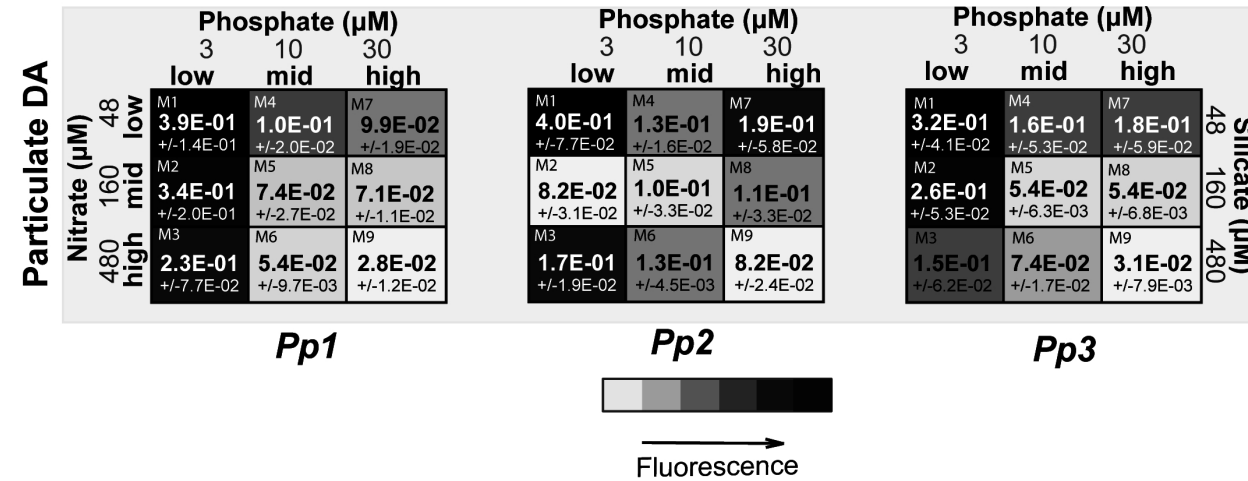 Particulate DA
Phosphate (µM)
3 10 30
low mid high
Nitrate (µM)
48 low
160 mid
480 high
M1 M4 M7
3.9E-01 1.0E-01 9.9E-02
+/-1.4E-01 +/-2.0E-02 +/-1.9E-02
M2 M5 M8
3.4E-01 7.4E-02 7.1E-02
+/-2.0E-01 +/-2.7E-02 +/-1.1E-02
M3 M6 M9
2.3E-01 5.4E-02 2.8E-02
+/-7.7E-02 +/-9.7E-03 +/-1.2E-02
Pp1
Phosphate (µM)
3 10 30
low mid high
M1 M4 M7
4.0E-01 1.3E-01 1.9E-01
+/-7.7E-02 +/-1.6E-02 +/-5.8E-02
M2 M5 M8
8.2E-02 1.0E-01 1.1E-01
+/-3.1E-02 +/-3.3E-02 +/-3.3E-02
M3 M6 M9
1.7E-01 1.3E-01 8.2E-02
+/-1.9E-02 +/-4.5E-03 +/-2.4E-02
Pp2
Phosphate (µM)
3 10 30
low mid high
M1 M4 M7
3.2E-01 1.6E-01 1.8E-01
+/-4.1E-02 +/-5.3E-02 +/-5.9E-02
M2 M5 M8
2.6E-01 5.4E-02 5.4E-02
+/-5.3E-02 +/-6.3E-03 +/-6.8E-03
M3 M6 M9
1.5E-01 7.4E-02 3.1E-02
+/-6.2E-02 +/-1.7E-02 +/-7.9E-03
48
160
480
Silicate (µM)
Pp3
Fluorescence